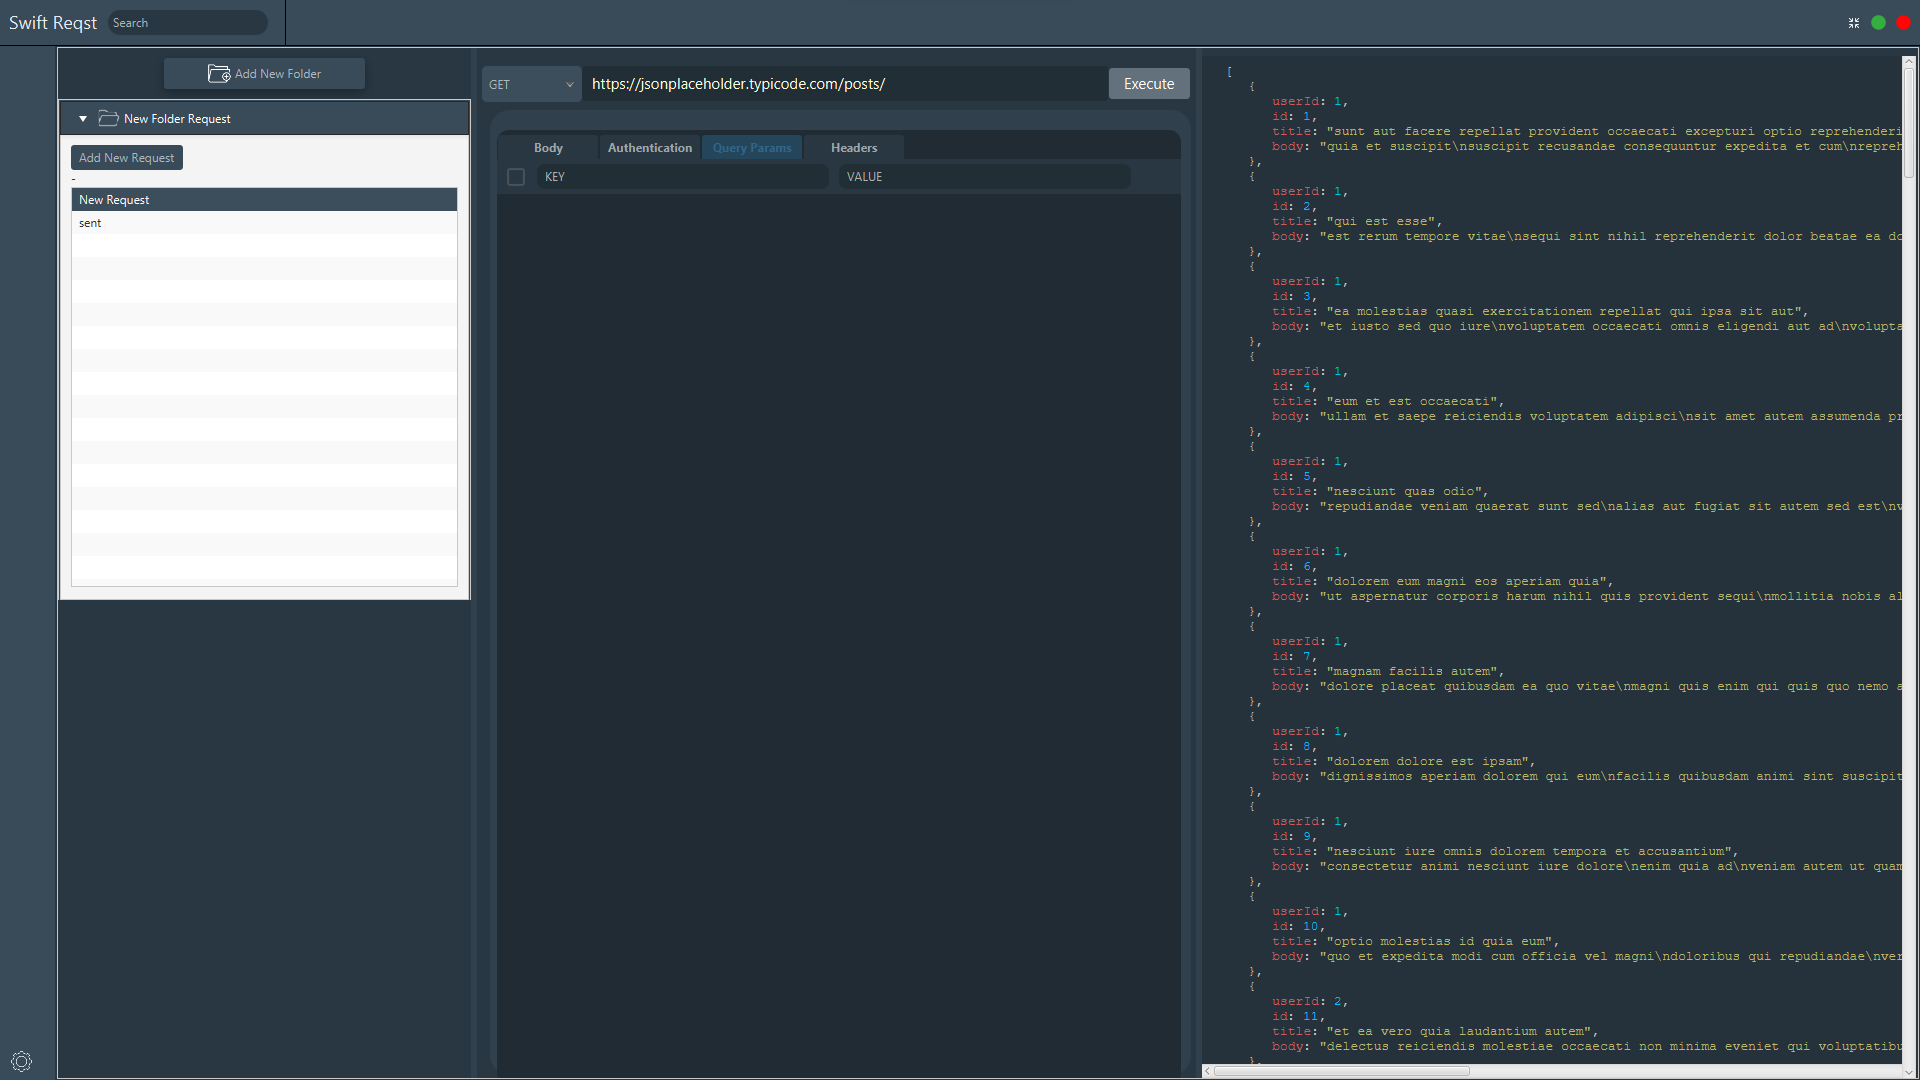 Swift Reqst
Search
Add New Folder
New Folder Request
Add New Request
-
New Request
sent
GET
https://jsonplaceholder.typicode.com/posts/
Execute
Body Authentication Query Params Headers
KEY VALUE
[
{
userId: 1,
id: 1,
title: "sunt aut facere repellat provident occaecati excepturi optio reprehenderi
body: "quia et suscipit\nsuscipit recusandae consequuntur expedita et cum\nrepreh
},
{
userId: 1,
id: 2,
title: "qui est esse",
body: "est rerum tempore vitae\nsequi sint nihil reprehenderit dolor beatae ea do
},
{
userId: 1,
id: 3,
title: "ea molestias quasi exercitationem repellat qui ipsa sit aut",
body: "et iusto sed quo iure\nvoluptatem occaecati omnis eligendi aut ad\nvolupta
},
{
userId: 1,
id: 4,
title: "eum et est occaecati",
body: "ullam et saepe reiciendis voluptatem adipisci\nsit amet autem assumenda pr
},
{
userId: 1,
id: 5,
title: "nesciunt quas odio",
body: "repudiandae veniam quaerat sunt sed\nalias aut fugiat sit autem sed est\nv
},
{
userId: 1,
id: 6,
title: "dolorem eum magni eos aperiam quia",
body: "ut aspernatur corporis harum nihil quis provident sequi\nmollitia nobis al
},
{
userId: 1,
id: 7,
title: "magnam facilis autem",
body: "dolore placeat quibusdam ea quo vitae\nmagni quis enim qui quis quo nemo a
},
{
userId: 1,
id: 8,
title: "dolorem dolore est ipsam",
body: "dignissimos aperiam dolorem qui eum\nfacilis quibusdam animi sint suscipit
},
{
userId: 1,
id: 9,
title: "nesciunt iure omnis dolorem tempora et accusantium",
body: "consectetur animi nesciunt iure dolore\nenim quia ad\nveniam autem ut quam
},
{
userId: 1,
id: 10,
title: "optio molestias id quia eum",
body: "quo et expedita modi cum officia vel magni\ndoloribus qui repudiandae\nver
},
{
userId: 2,
id: 11,
title: "et ea vero quia laudantium autem",
body: "delectus reiciendis molestiae occaecati non minima eveniet qui voluptatibu
},